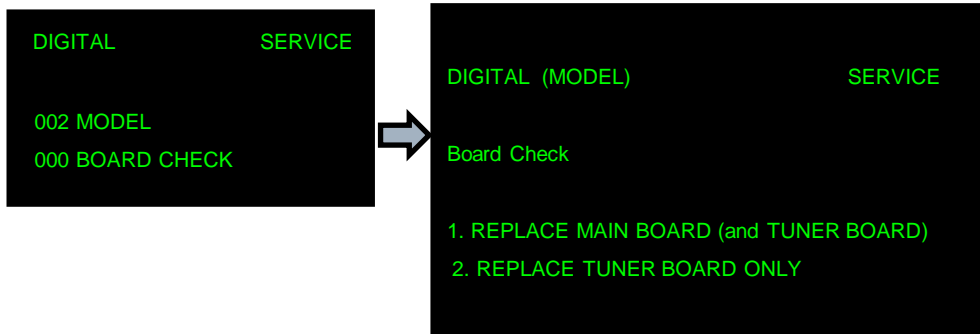 DIGITAL SERVICE
002 MODEL
000 BOARD CHECK
DIGITAL (MODEL) SERVICE
Board Check
1. REPLACE MAIN BOARD (and TUNER BOARD)
2. REPLACE TUNER BOARD ONLY